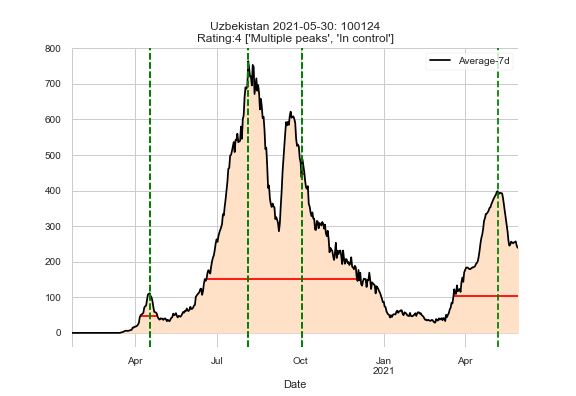 Uzbekistan 2021-05-30: 100124
Rating:4 ['Multiple peaks', 'In control']
Average-7d
800
700
600
500
400
300
200
100
0
Apr
Jul
Oct
Jan
2021
Apr
Date